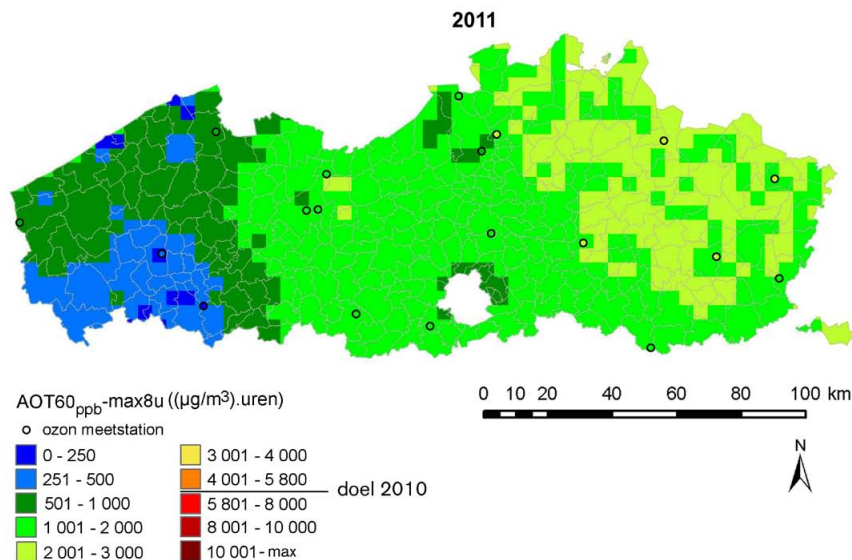 2011
AOT60ppb-max8u ((µg/m³).uren)
ozon meetstation
0 - 250
251 - 500
501 - 1 000
1 001 - 2 000
2 001 - 3 000
3 001 - 4 000
4 001 - 5 800
doel 2010
5 801 - 8 000
8 001 - 10 000
10 001- max
0 20 40 60 80 100 km
N